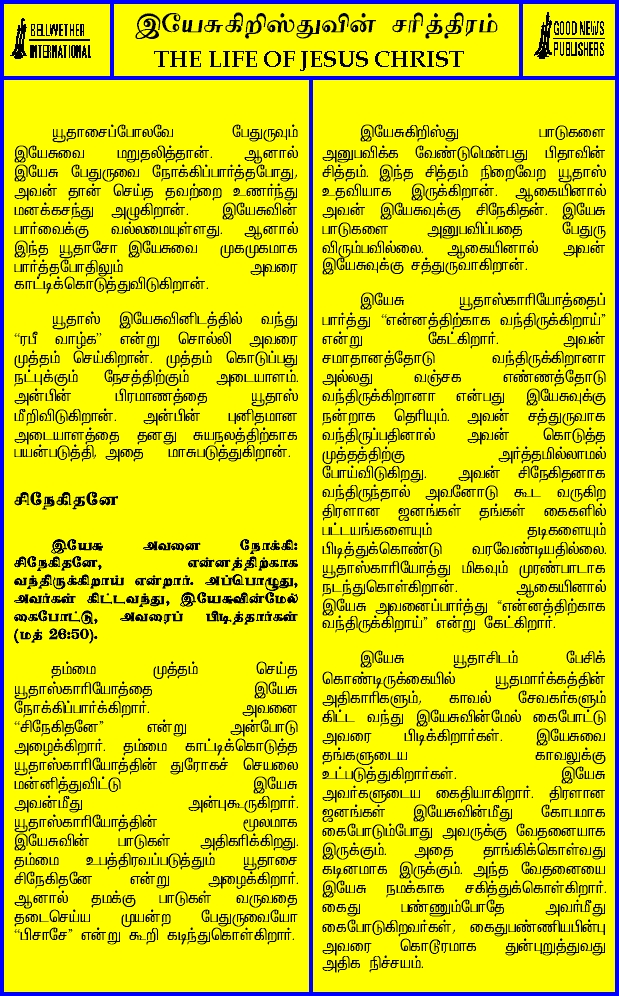 BELLWETHER
INTERNATIONAL
இயேசுகிறிஸ்துவின் சரித்திரம்
THE LIFE OF JESUS CHRIST
GOOD NEWS
PUBLISHERS
யூதாசைப்போலவே பேதுருவும்
இயேசுவை மறுதலித்தான். ஆனால்
இயேசு பேதுருவை நோக்கிப்பார்த்தபோது,
அவன் தான் செய்த தவற்றை உணர்ந்து
மனக்கசந்து அழுகிறான். இயேசுவின்
பார்வைக்கு வல்லமையுள்ளது. ஆனால்
இந்த யூதாசோ இயேசுவை முகமுகமாக
பார்த்தபோதிலும் அவரை
காட்டிக்கொடுத்துவிடுகிறான்.
யூதாஸ் இயேசுவினிடத்தில் வந்து
“ரபீ வாழ்க” என்று சொல்லி அவரை
முத்தம் செய்கிறான். முத்தம் கொடுப்பது
நட்புக்கும் நேசத்திற்கும் அடையாளம்.
அன்பின் பிரமாணத்தை யூதாஸ்
மீறிவிடுகிறான். அன்பின் புனிதமான
அடையாளத்தை தனது சுயநலத்திற்காக
பயன்படுத்தி, அதை மாசுபடுத்துகிறான்.
சிநேகிதனே
இயேசு அவனை நோக்கி:
சிநேகிதனே, என்னத்திற்காக
வந்திருக்கிறாய் என்றார். அப்பொழுது,
அவர்கள் கிட்டவந்து, இயேசுவின்மேல்
கைபோட்டு, அவரைப் பிடித்தார்கள்
(மத் 26:50).
தம்மை முத்தம் செய்த
யூதாஸ்காரியோத்தை இயேசு
நோக்கிப்பார்க்கிறார். அவனை
“சிநேகிதனே” என்று அன்போடு
அழைக்கிறார். தம்மை காட்டிக்கொடுத்த
யூதாஸ்காரியோத்தின் துரோகச் செயலை
மன்னித்துவிட்டு இயேசு
அவன்மீது அன்புகூருகிறார்.
யூதாஸ்காரியோத்தின் மூலமாக
இயேசுவின் பாடுகள் அதிகரிக்கிறது.
தம்மை உபத்திரவப்படுத்தும் யூதாசை
சிநேகிதனே என்று அழைக்கிறார்.
ஆனால் தமக்கு பாடுகள் வருவதை
தடைசெய்ய முயன்ற பேதுருவையோ
“பிசாசே” என்று கூறி கடிந்துகொள்கிறார்.
இயேசுகிறிஸ்து பாடுகளை
அனுபவிக்க வேண்டுமென்பது பிதாவின்
சித்தம். இந்த சித்தம் நிறைவேற யூதாஸ்
உதவியாக இருக்கிறான். ஆகையினால்
அவன் இயேசுவுக்கு சிநேகிதன். இயேசு
பாடுகளை அனுபவிப்பதை பேதுரு
விரும்பவில்லை. ஆகையினால் அவன்
இயேசுவுக்கு சத்துருவாகிறான்.
இயேசு யூதாஸ்காரியோத்தைப்
பார்த்து “என்னத்திற்காக வந்திருக்கிறாய்”
என்று கேட்கிறார். அவன்
சமாதானத்தோடு வந்திருக்கிறானா
அல்லது வஞ்சக எண்ணத்தோடு
வந்திருக்கிறானா என்பது இயேசுவுக்கு
நன்றாக தெரியும். அவன் சத்துருவாக
வந்திருப்பதினால் அவன் கொடுத்த
முத்தத்திற்கு அர்த்தமில்லாமல்
போய்விடுகிறது. அவன் சிநேகிதனாக
வந்திருந்தால் அவனோடு கூட வருகிற
திரளான ஜனங்கள் தங்கள் கைகளில்
பட்டயங்களையும் தடிகளையும்
பிடித்துக்கொண்டு வரவேண்டியதில்லை.
யூதாஸ்காரியோத்து மிகவும் முரண்பாடாக
நடந்துகொள்கிறான். ஆகையினால்
இயேசு அவனைப்பார்த்து “என்னத்திற்காக
வந்திருக்கிறாய்” என்று கேட்கிறார்.
இயேசு யூதாசிடம் பேசிக்
கொண்டிருக்கையில் யூதமார்க்கத்தின்
அதிகாரிகளும், காவல் சேவகர்களும்
கிட்ட வந்து இயேசுவின்மேல் கைபோட்டு
அவரை பிடிக்கிறார்கள். இயேசுவை
தங்களுடைய காவலுக்கு
உட்படுத்துகிறார்கள். இயேசு
அவர்களுடைய கைதியாகிறார். திரளான
ஜனங்கள் இயேசுவின்மீது கோபமாக
கைபோடும்போது அவருக்கு வேதனையாக
இருக்கும். அதை தாங்கிக்கொள்வது
கடினமாக இருக்கும். அந்த வேதனையை
இயேசு நமக்காக சகித்துக்கொள்கிறார்.
கைது பண்ணும்போதே அவர்மீது
கைபோடுகிறவர்கள், கைதுபண்ணியபின்பு
அவரை கொடூரமாக துன்புறுத்துவது
அதிக நிச்சயம்.